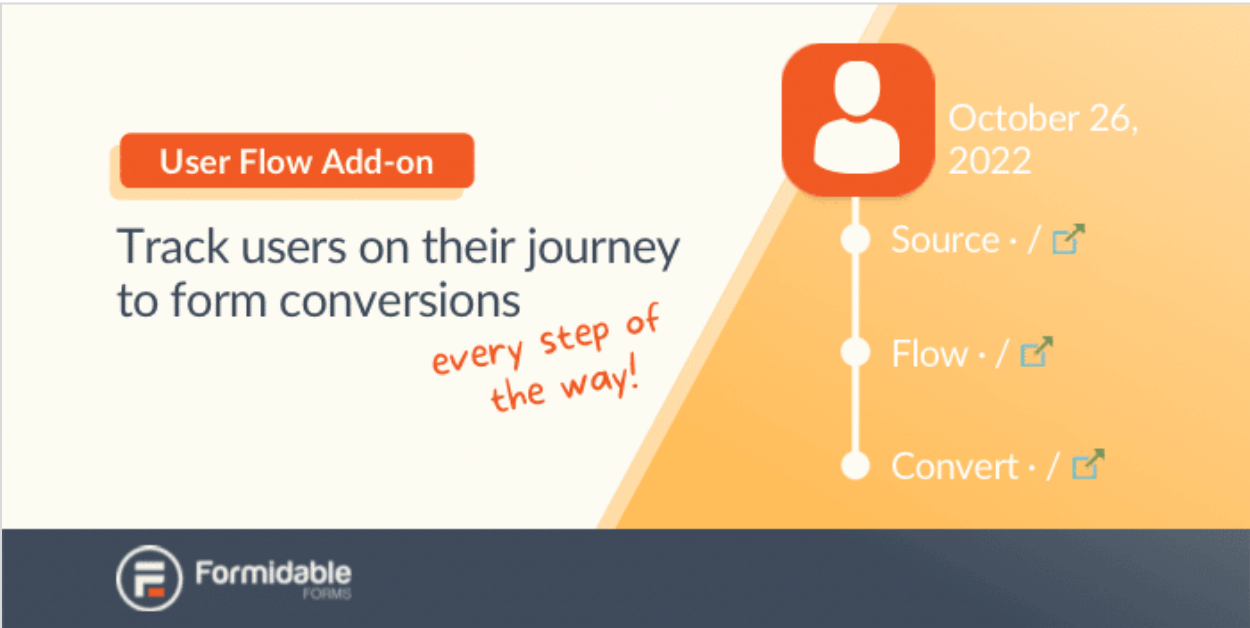 User Flow Add-on
Track users on their journey
to form conversions
every step of
the way!
October 26,
2022
Source · /
Flow · /
Convert · /
Formidable
FORMS